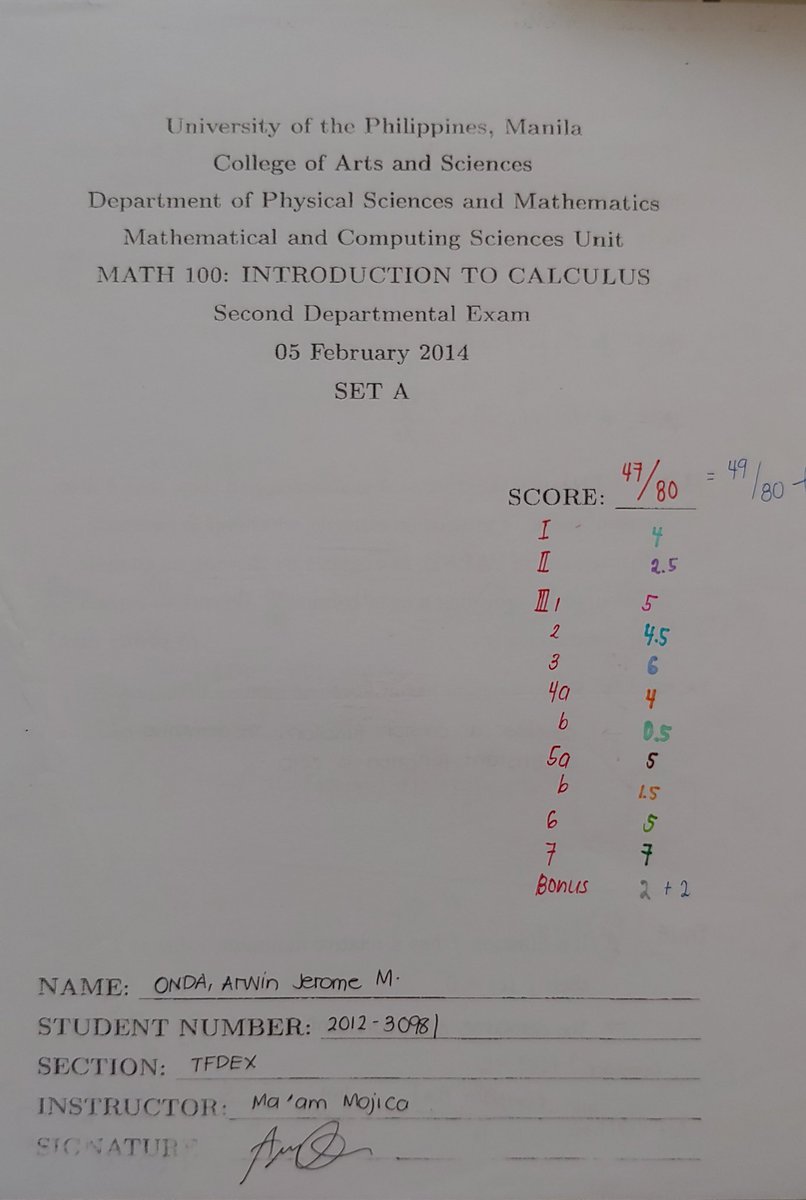 University of the Philippines, Manila
College of Arts and Sciences
Department of Physical Sciences and Mathematics
Mathematical and Computing Sciences Unit
MATH 100: INTRODUCTION TO CALCULUS
Second Departmental Exam
05 February 2014
SET A
SCORE: 47/80 = 49/80
I 4
II 2.5
III 1 5
2 4.5
3 6
4a 4
b 0.5
5a 5
b 1.5
6 5
7 7
Bonus 2 + 2
NAME: ONDA, Arwin Jerome M.
STUDENT NUMBER: 2012-30981
SECTION: TFDEX
INSTRUCTOR: Ma'am Mojica
SIGNATURE